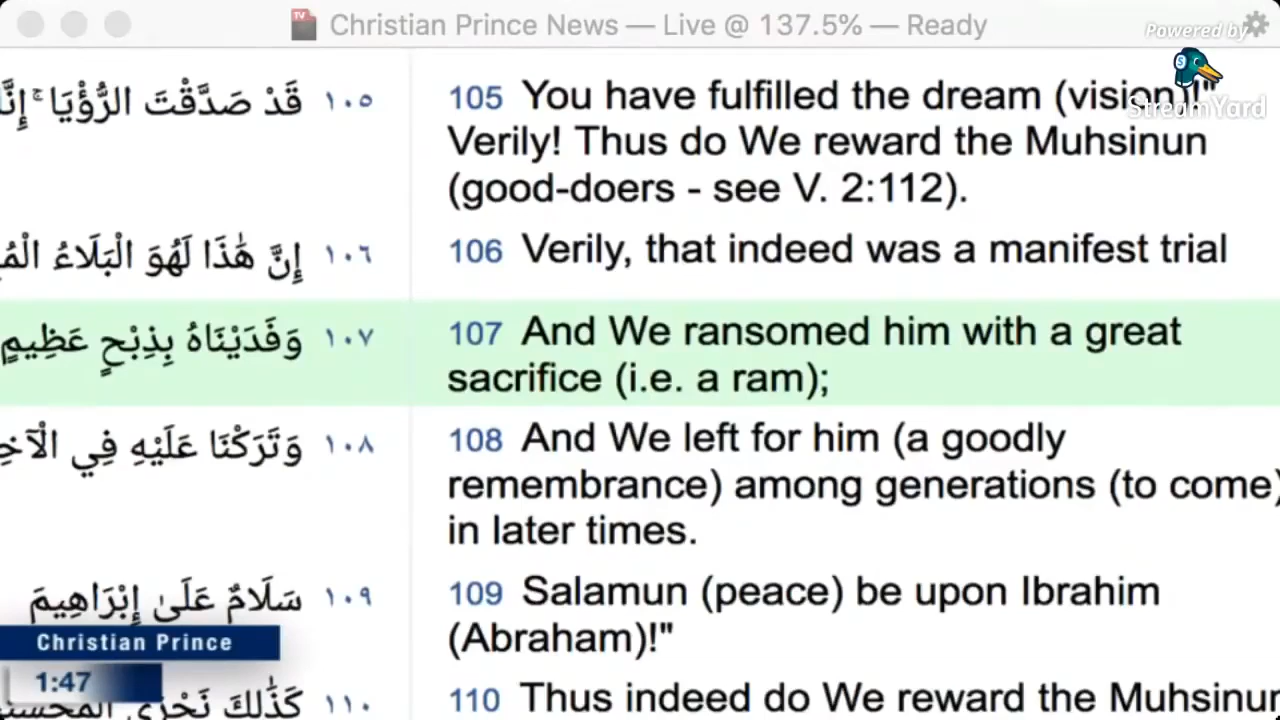 Christian Prince News — Live @ 137.5% — Ready
Powered by
StreamYard
قَدْ صَدَّقْتَ الرُّؤْيَا ۚ إِنَّا ١٠٥
105 You have fulfilled the dream (vision)!"
Verily! Thus do We reward the Muhsinun
(good-doers - see V. 2:112).
إِنَّ هَٰذَا لَهُوَ الْبَلَاءُ ١٠٦
106 Verily, that indeed was a manifest trial
وَفَدَيْنَاهُ بِذِبْحٍ عَظِيمٍ ١٠٧
107 And We ransomed him with a great
sacrifice (i.e. a ram);
وَتَرَكْنَا عَلَيْهِ فِي ١٠٨
108 And We left for him (a goodly
remembrance) among generations (to come)
in later times.
سَلَامٌ عَلَىٰ إِبْرَاهِيمَ ١٠٩
109 Salamun (peace) be upon Ibrahim
(Abraham)!"
كَذَٰلِكَ نَجْزِي ١١٠
110 Thus indeed do We reward the Muhsinun
Christian Prince
1:47